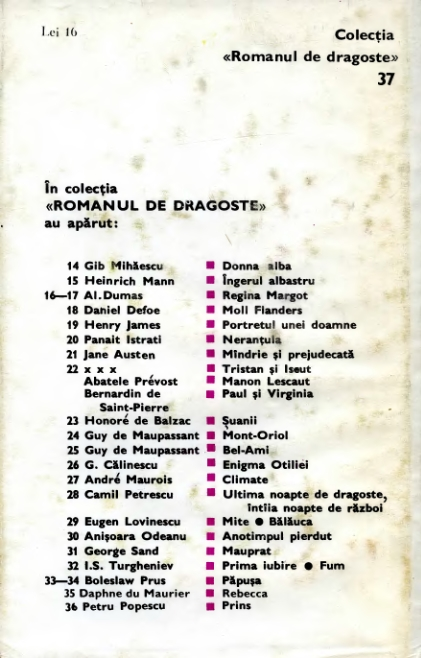 Lei 16
Colecția
«Romanul de dragoste»
37
În colecția
«ROMANUL DE DRAGOSTE»
au apărut:
14 Gib Mihăescu ■ Donna alba
15 Heinrich Mann ■ Îngerul albastru
16—17 Al. Dumas ■ Regina Margot
18 Daniel Defoe ■ Moll Flanders
19 Henry James ■ Portretul unei doamne
20 Panait Istrati ■ Neranțula
21 Jane Austen ■ Mîndrie și prejudecată
22 x x x ■ Tristan și Iseut
Abatele Prévost ■ Manon Lescaut
Bernardin de ■ Paul și Virginia
Saint-Pierre
23 Honoré de Balzac ■ Șuanii
24 Guy de Maupassant ■ Mont-Oriol
25 Guy de Maupassant ■ Bel-Ami
26 G. Călinescu ■ Enigma Otiliei
27 André Maurois ■ Climate
28 Camil Petrescu ■ Ultima noapte de dragoste,
întîia noapte de război
29 Eugen Lovinescu ■ Mite ● Bălăuca
30 Anișoara Odeanu ■ Anotimpul pierdut
31 George Sand ■ Mauprat
32 I.S. Turgheniev ■ Prima iubire ● Fum
33—34 Boleslaw Prus ■ Păpușa
35 Daphne du Maurier ■ Rebecca
36 Petru Popescu ■ Prins